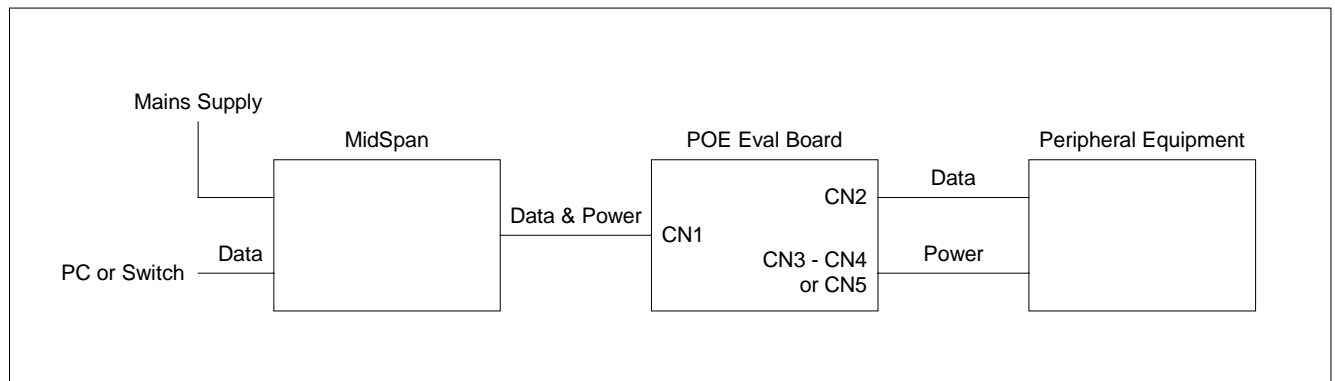 Mains Supply
MidSpan
POE Eval Board
Peripheral Equipment
Data
CN2
Data & Power
CN1
Data
PC or Switch
CN3 - CN4
or CN5
Power